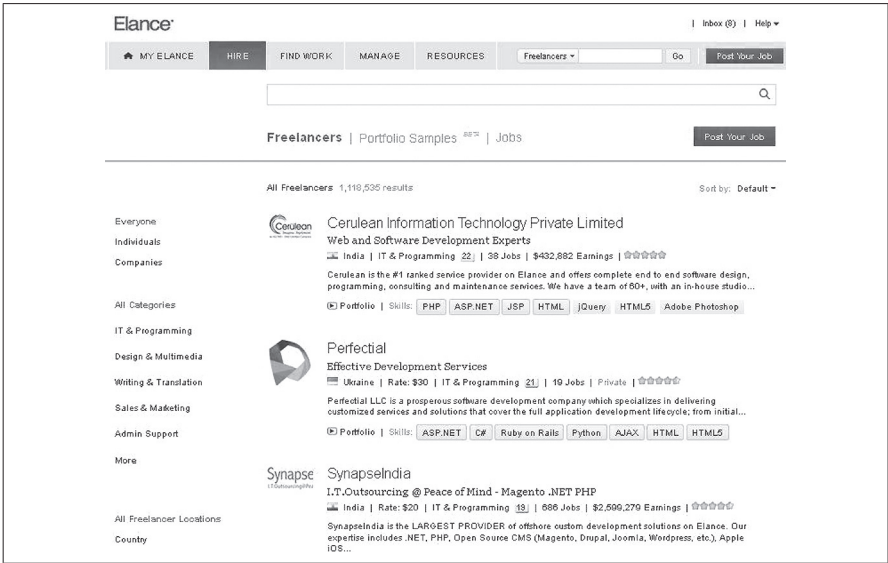 Elance
| Inbox (8) | Help
MY ELANCE HIRE FIND WORK MANAGE RESOURCES Freelancers Go Post Your Job
Freelancers | Portfolio Samples BETA | Jobs Post Your Job
All Freelancers 1,118,535 results Sort by: Default
Everyone
Individuals
Companies
All Categories
IT & Programming
Design & Multimedia
Writing & Translation
Sales & Marketing
Admin Support
More
All Freelancer Locations
Country
Cerulean
Cerulean Information Technology Private Limited
Web and Software Development Experts
India | IT & Programming 22 | 38 Jobs | $432,882 Earnings |
Cerulean is the #1 ranked service provider on Elance and offers complete end to end software design,
programming, consulting and maintenance services. We have a team of 60+, with an in-house studio...
Portfolio | Skills: PHP ASP.NET JSP HTML jQuery HTML5 Adobe Photoshop
Perfectial
Effective Development Services
Ukraine | Rate: $30 | IT & Programming 21 | 19 Jobs | Private |
Perfectial LLC is a prosperous software development company which specializes in delivering
customized services and solutions that cover the full application development lifecycle; from initial...
Portfolio | Skills: ASP.NET C# Ruby on Rails Python AJAX HTML HTML5
Synapse
SynapseIndia
I.T.Outsourcing @ Peace of Mind - Magento .NET PHP
India | Rate: $20 | IT & Programming 19 | 686 Jobs | $2,599,279 Earnings |
SynapseIndia is the LARGEST PROVIDER of offshore custom development solutions on Elance. Our
expertise includes .NET, PHP, Open Source CMS (Magento, Drupal, Joomla, Wordpress, etc.), Apple
iOS...